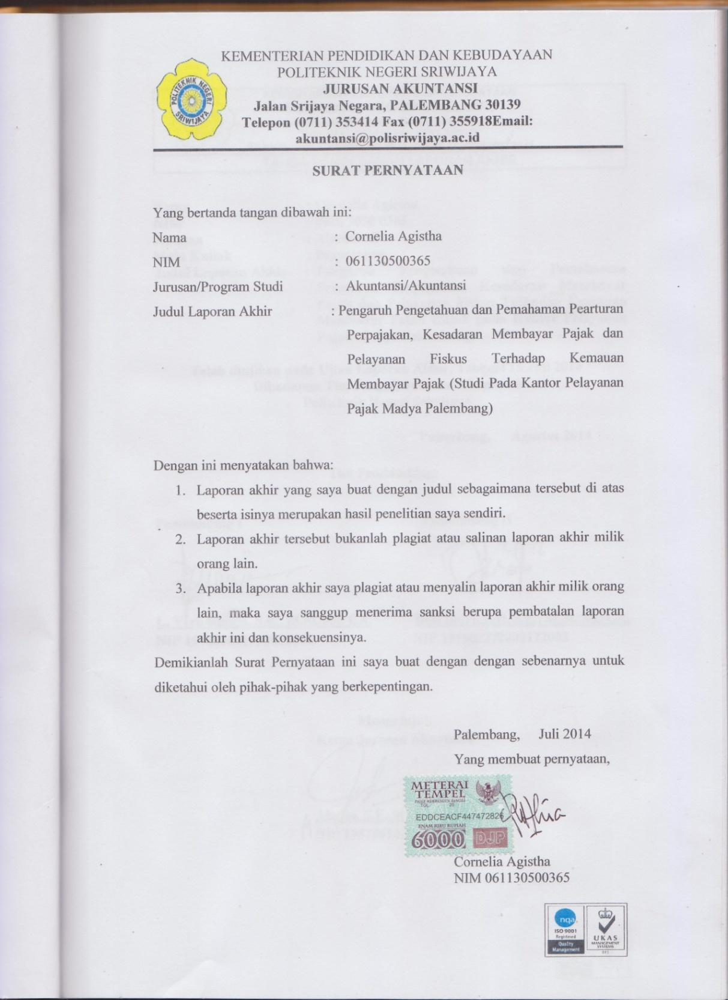 KEMENTERIAN PENDIDIKAN DAN KEBUDAYAAN
POLITEKNIK NEGERI SRIWIJAYA
JURUSAN AKUNTANSI
Jalan Srijaya Negara, PALEMBANG 30139
Telepon (0711) 353414 Fax (0711) 355918Email:
akuntansi@polisriwijaya.ac.id
POLITEKNIK NEGERI
SRIWIJAYA
SURAT PERNYATAAN
Yang bertanda tangan dibawah ini:
Nama : Cornelia Agistha
NIM : 061130500365
Jurusan/Program Studi : Akuntansi/Akuntansi
Judul Laporan Akhir : Pengaruh Pengetahuan dan Pemahaman Pearturan
Perpajakan, Kesadaran Membayar Pajak dan
Pelayanan Fiskus Terhadap Kemauan
Membayar Pajak (Studi Pada Kantor Pelayanan
Pajak Madya Palembang)
Dengan ini menyatakan bahwa:
1. Laporan akhir yang saya buat dengan judul sebagaimana tersebut di atas
beserta isinya merupakan hasil penelitian saya sendiri.
2. Laporan akhir tersebut bukanlah plagiat atau salinan laporan akhir milik
orang lain.
3. Apabila laporan akhir saya plagiat atau menyalin laporan akhir milik orang
lain, maka saya sanggup menerima sanksi berupa pembatalan laporan
akhir ini dan konsekuensinya.
Demikianlah Surat Pernyataan ini saya buat dengan dengan sebenarnya untuk
diketahui oleh pihak-pihak yang berkepentingan.
Palembang, Juli 2014
Yang membuat pernyataan,
METERAI
TEMPEL
PAJAK MEMBANGUN BANGSA
TGL. 20
EDDCEACF447472826
ENAM RIBU RUPIAH
6000 DJP
Cornelia Agistha
NIM 061130500365
nqa.
ISO 9001
Registered
Quality
Management
UKAS
MANAGEMENT
SYSTEMS